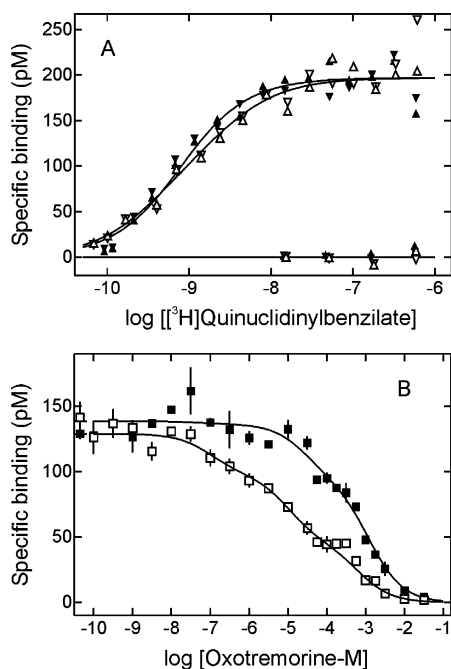 A
Specific binding (pM)
250
200
150
100
50
0
-10 -9 -8 -7 -6
log [[³H]Quinuclidinylbenzilate]
B
Specific binding (pM)
150
100
50
0
-10 -9 -8 -7 -6 -5 -4 -3 -2 -1
log [Oxotremorine-M]